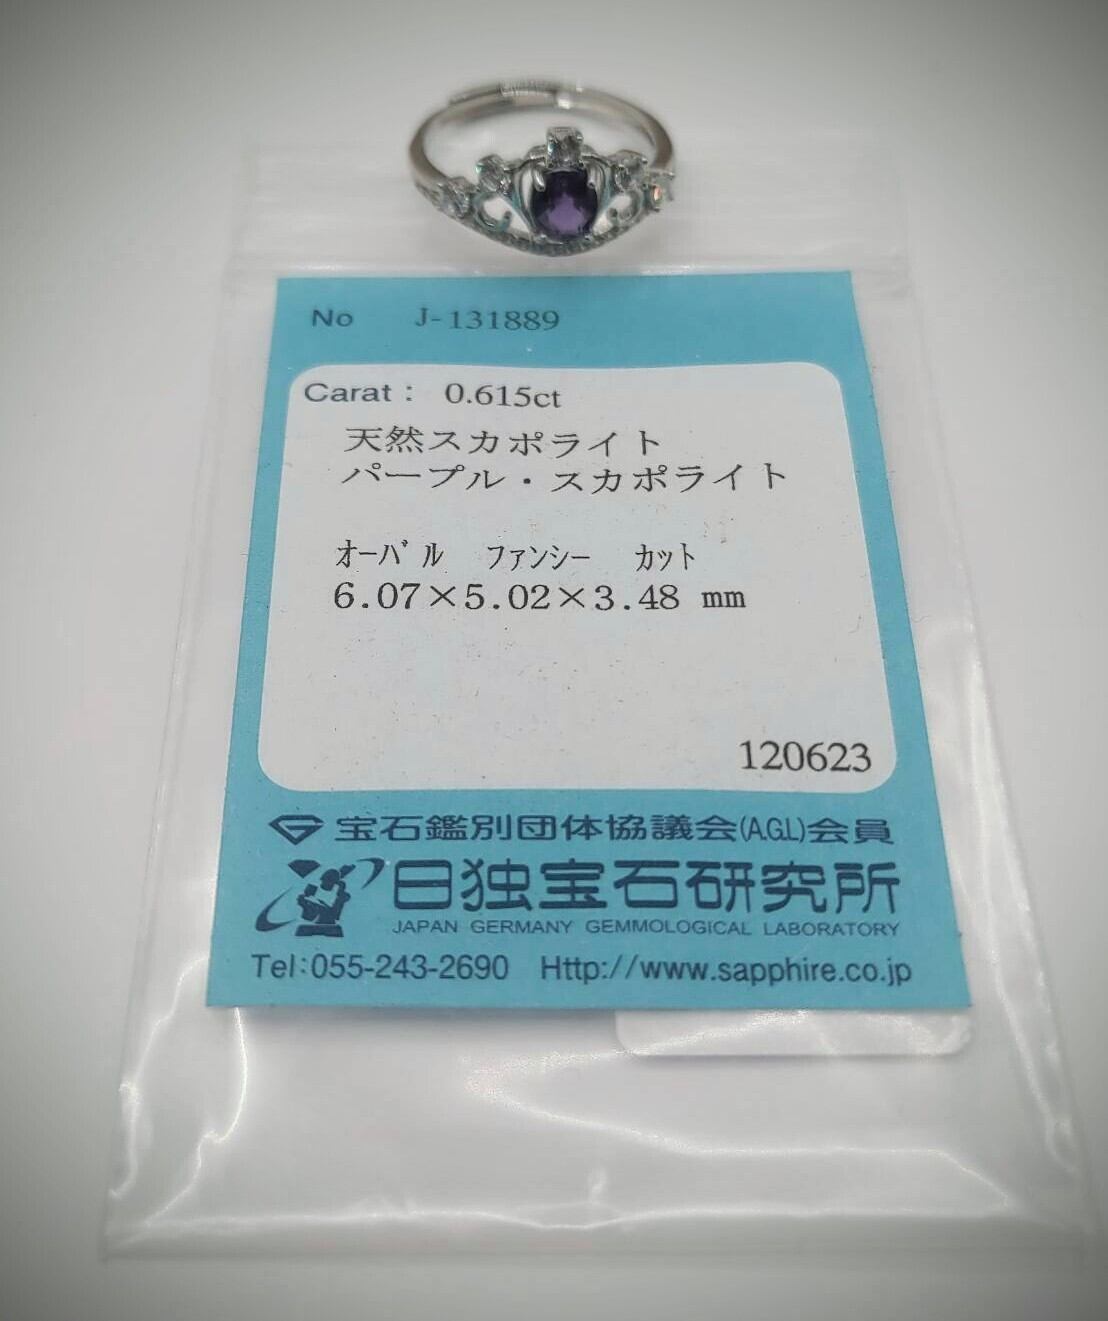 No J-131889
Carat: 0.615ct
天然スカポライト
パープル・スカポライト
ｵｰﾊﾞﾙ ﾌｧﾝｼｰ ｶｯﾄ
6.07×5.02×3.48 mm
120623
宝石鑑別団体協議会(A.G.L)会員
日独宝石研究所
JAPAN GERMANY GEMMOLOGICAL LABORATORY
Tel:055-243-2690 Http://www.sapphire.co.jp